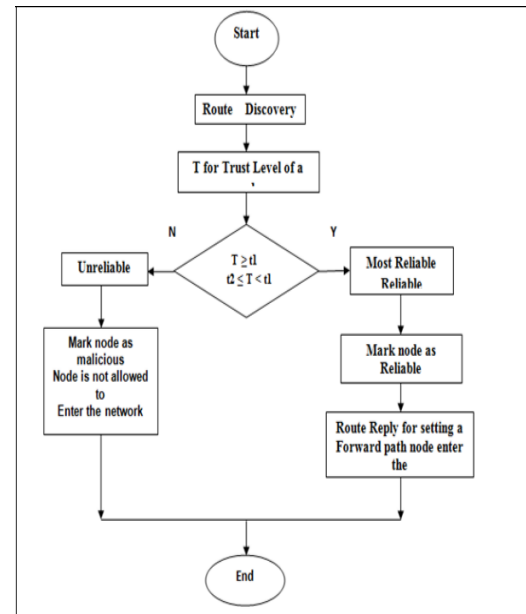 Start
Route Discovery
T for Trust Level of a
N
Y
T ≥ t1
t2 ≤ T < t1
Unreliable
Most Reliable
Reliable
Mark node as
malicious
Node is not allowed
to
Enter the network
Mark node as
Reliable
Route Reply for setting a
Forward path node enter
the
End